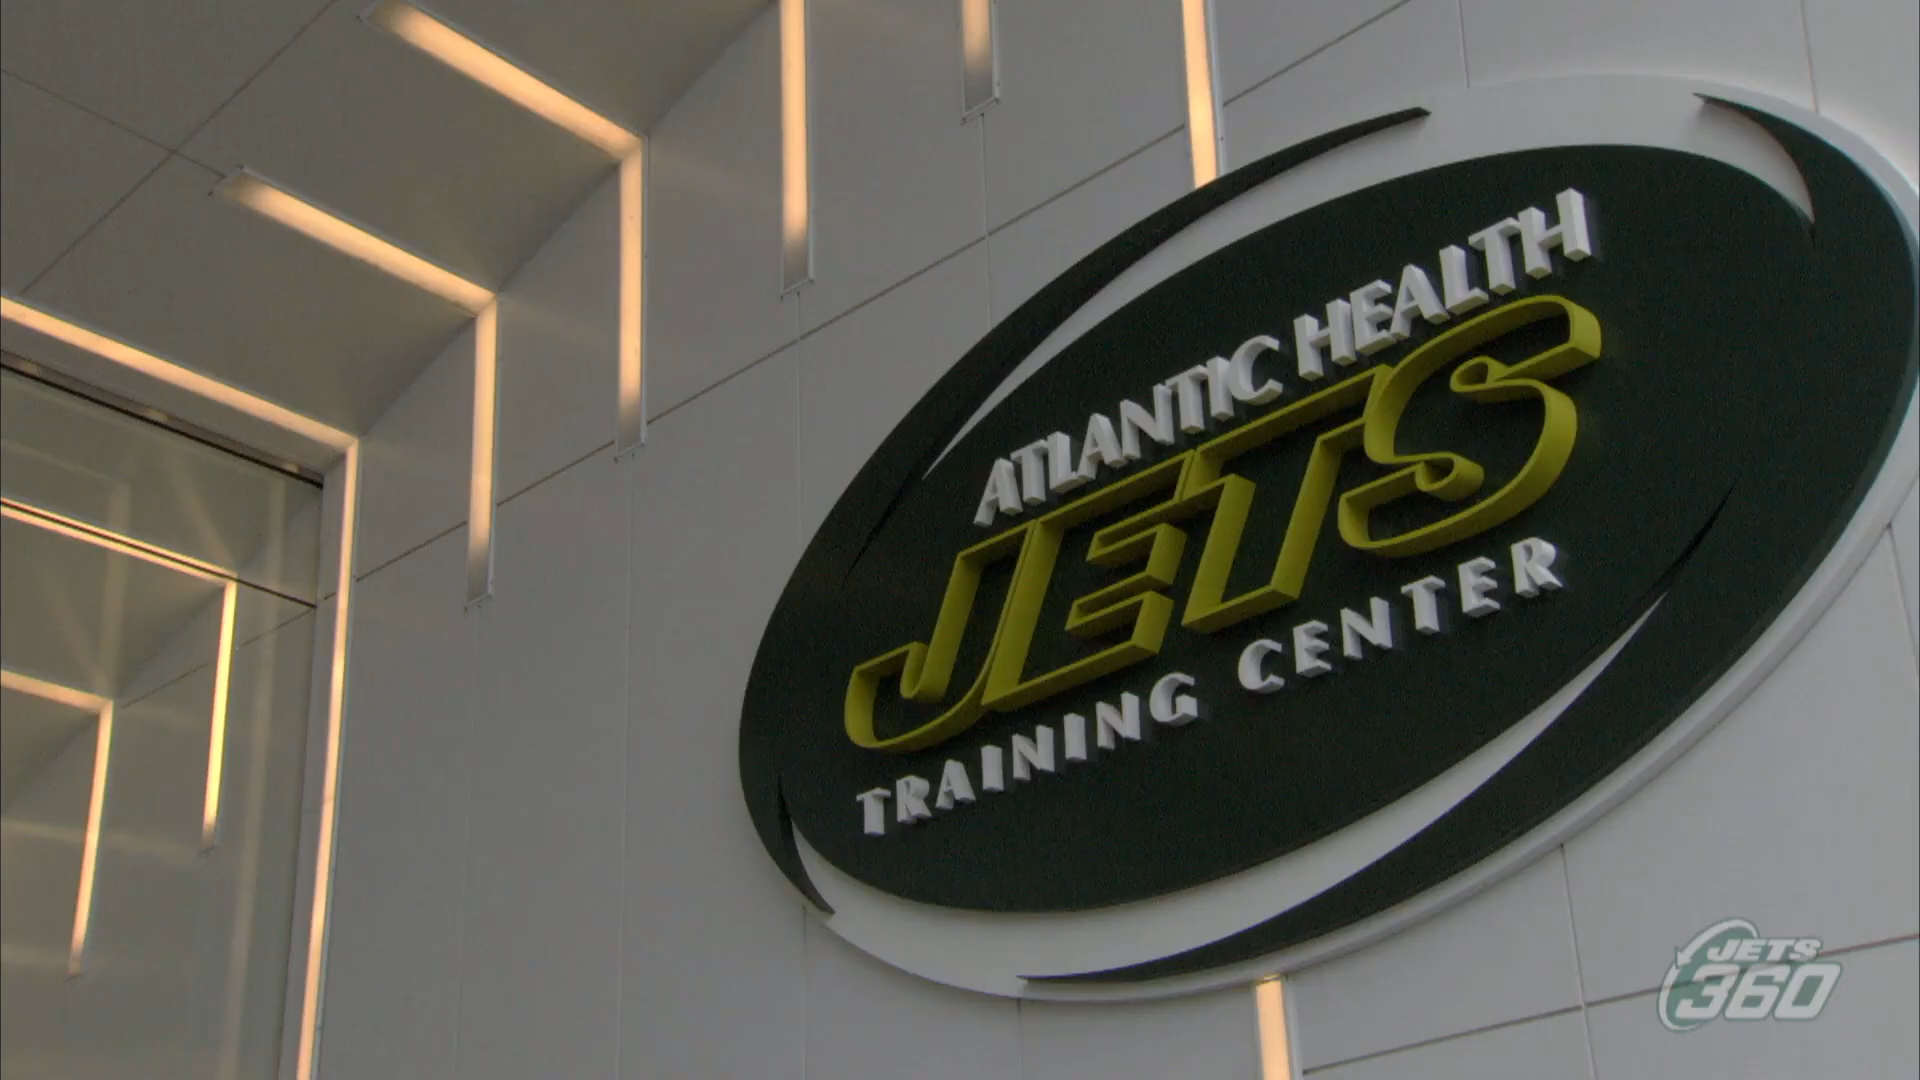 ATLANTIC HEALTH
JETS
TRAINING CENTER
JETS
360